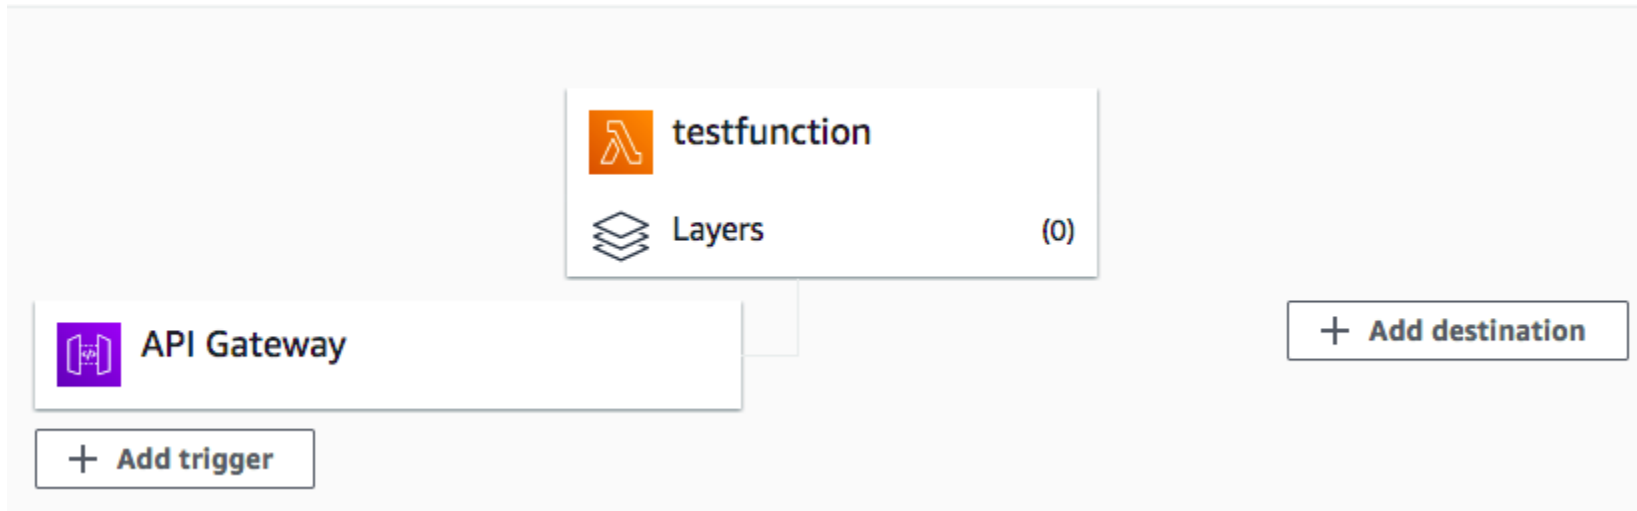 testfunction
Layers (0)
API Gateway
+ Add destination
+ Add trigger